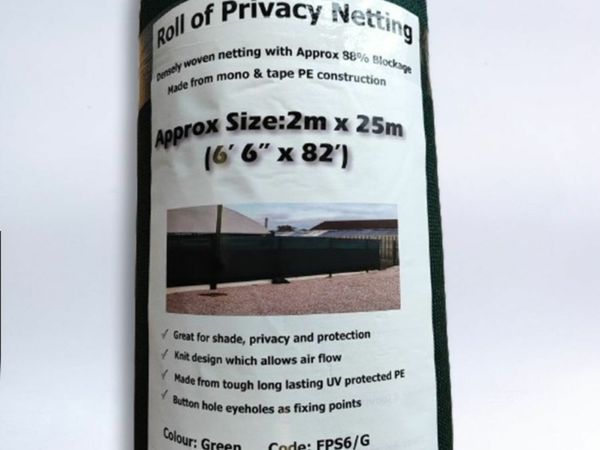 Roll of Privacy Netting
Densely woven netting with Approx 88% Blockage
Made from mono & tape PE construction
Approx Size:2m x 25m
(6' 6" x 82')
Great for shade, privacy and protection
Knit design which allows air flow
Made from tough long lasting UV protected PE
Button hole eyeholes as fixing points
Colour: Green Code: FPS6/G